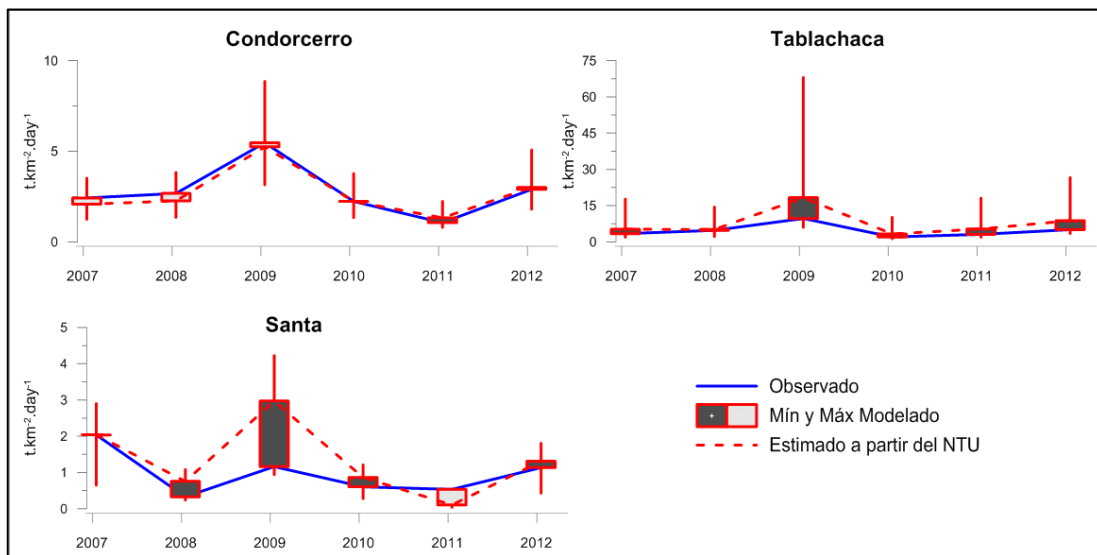 Condorcerro
t.km-2.day-1
10
5
0
2007 2008 2009 2010 2011 2012
Tablachaca
t.km-2.day-1
75
60
45
30
15
0
2007 2008 2009 2010 2011 2012
Santa
t.km-2.day-1
5
4
3
2
1
0
2007 2008 2009 2010 2011 2012
Observado
Mín y Máx Modelado
Estimado a partir del NTU